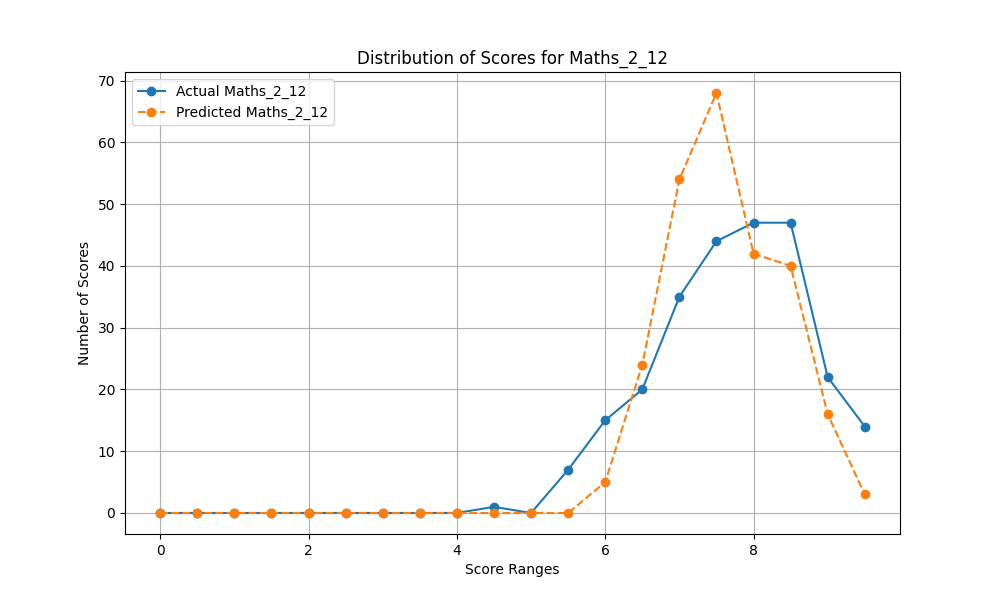 Distribution of Scores for Maths_2_12
Actual Maths_2_12
Predicted Maths_2_12
70
60
50
40
30
20
10
0
Number of Scores
0 2 4 6 8
Score Ranges